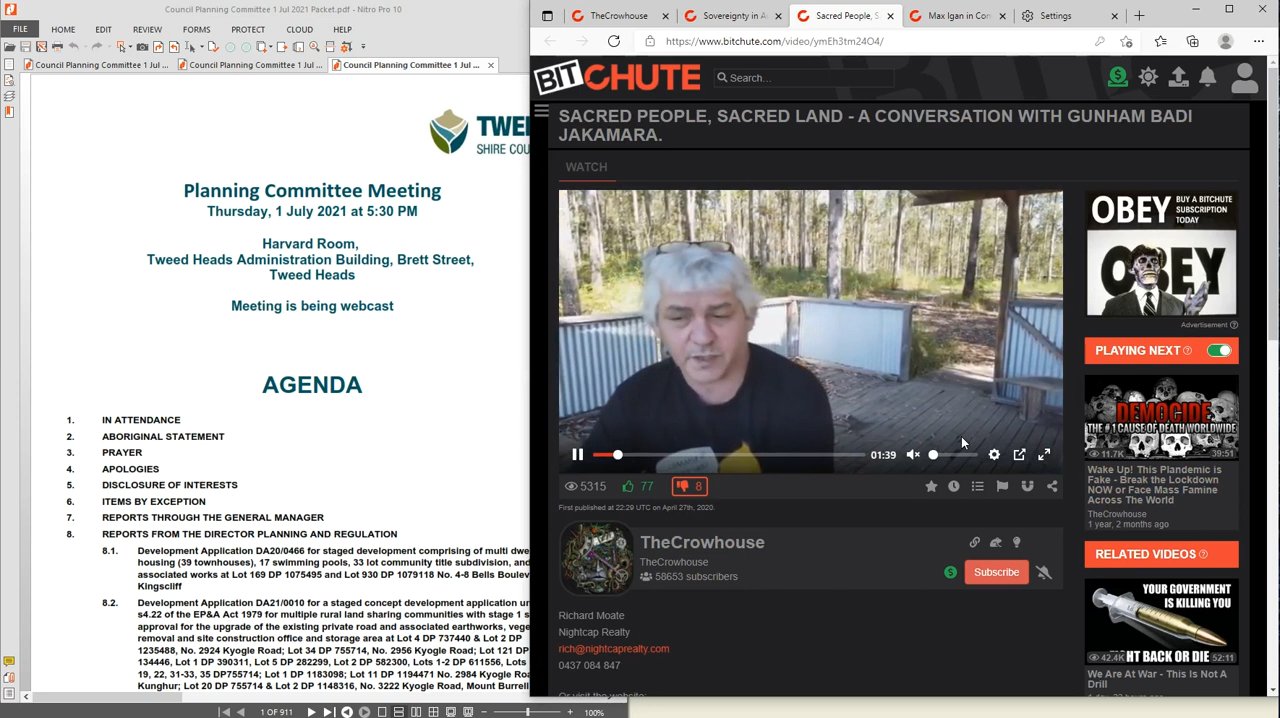 Council Planning Committee 1 Jul 2021 Packet.pdf - Nitro Pro 10
FILE
HOME
EDIT
REVIEW
FORMS
PROTECT
CLOUD
HELP
Council Planning Committee 1 Jul ...
Council Planning Committee 1 Jul ...
Council Planning Committee 1 Jul ...
TWEE
SHIRE COU
Planning Committee Meeting
Thursday, 1 July 2021 at 5:30 PM
Harvard Room,
Tweed Heads Administration Building, Brett Street,
Tweed Heads
Meeting is being webcast
AGENDA
1. IN ATTENDANCE
2. ABORIGINAL STATEMENT
3. PRAYER
4. APOLOGIES
5. DISCLOSURE OF INTERESTS
6. ITEMS BY EXCEPTION
7. REPORTS THROUGH THE GENERAL MANAGER
8. REPORTS FROM THE DIRECTOR PLANNING AND REGULATION
8.1. Development Application DA20/0466 for staged development comprising of multi dwe
housing (39 townhouses), 17 swimming pools, 33 lot community title subdivision, and
associated works at Lot 169 DP 1075495 and Lot 930 DP 1079118 No. 4-8 Bells Boulev
Kingscliff
8.2. Development Application DA21/0010 for a staged concept development application un
s4.22 of the EP&A Act 1979 for multiple rural land sharing communities with stage 1 s
approval for the upgrade of the existing private road and associated earthworks, vege
removal and site construction office and storage area at Lot 4 DP 737440 & Lot 2 DP
1235488, No. 2924 Kyogle Road; Lot 34 DP 755714, No. 2956 Kyogle Road; Lot 121 DP
134446, Lot 1 DP 390311, Lot 5 DP 282299, Lot 2 DP 582300, Lots 1-2 DP 611556, Lots
19, 22, 31-33, 35 DP755714; Lot 1 DP 1183098; Lot 11 DP 1194471 No. 2984 Kyogle Roa
Kunghur; Lot 20 DP 755714 & Lot 2 DP 1148316, No. 3222 Kyogle Road, Mount Burrell
1 OF 911
100%
TheCrowhouse
Sovereignty in Au
Sacred People, S
Max Igan in Con
Settings
https://www.bitchute.com/video/ymEh3tm24O4/
BITCHUTE
Search...
SACRED PEOPLE, SACRED LAND - A CONVERSATION WITH GUNHAM BADI
JAKAMARA.
WATCH
01:39
5315
77
8
First published at 22:29 UTC on April 27th, 2020.
TheCrowhouse
TheCrowhouse
58653 subscribers
Subscribe
Richard Moate
Nightcap Realty
rich@nightcaprealty.com
0437 084 847
Or visit the website:
OBEY
BUY A BITCHUTE
SUBSCRIPTION
TODAY
OBEY
Advertisement
PLAYING NEXT
DEMOCIDE
THE #1 CAUSE OF DEATH WORLDWIDE
11.7K
39:51
Wake Up! This Plandemic is
Fake - Break the Lockdown
NOW or Face Mass Famine
Across The World
TheCrowhouse
1 year, 2 months ago
RELATED VIDEOS
YOUR GOVERNMENT
IS KILLING YOU
HT BACK OR DIE
42.4K
52:11
We Are At War - This Is Not A
Drill